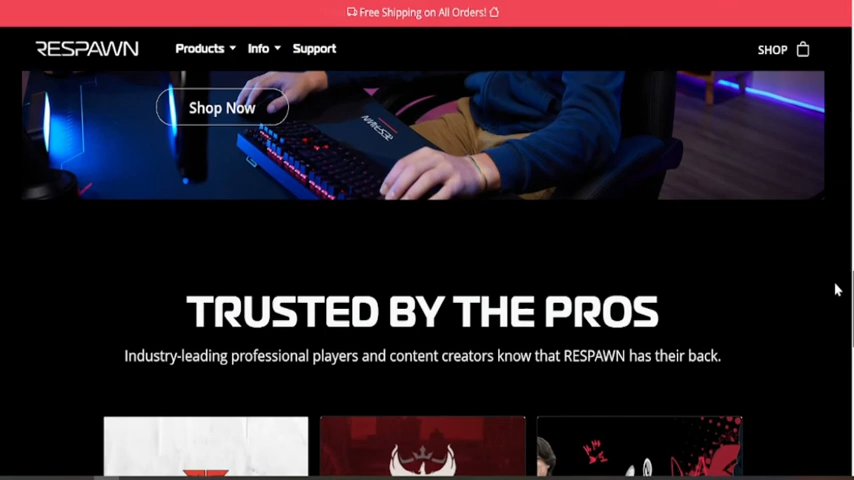 Free Shipping on All Orders!
RESPAWN
Products
Info
Support
SHOP
Shop Now
RESPAWN
TRUSTED BY THE PROS
Industry-leading professional players and content creators know that RESPAWN has their back.